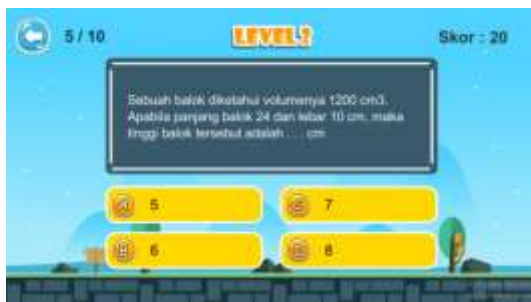 5 / 10
LEVEL 2
Skor : 20
Sebuah balok diketahui volumenya 1200 cm3.
Apabila panjang balok 24 dan lebar 10 cm, maka
tinggi balok tersebut adalah .... cm
A 5
C 7
B 6
D 8